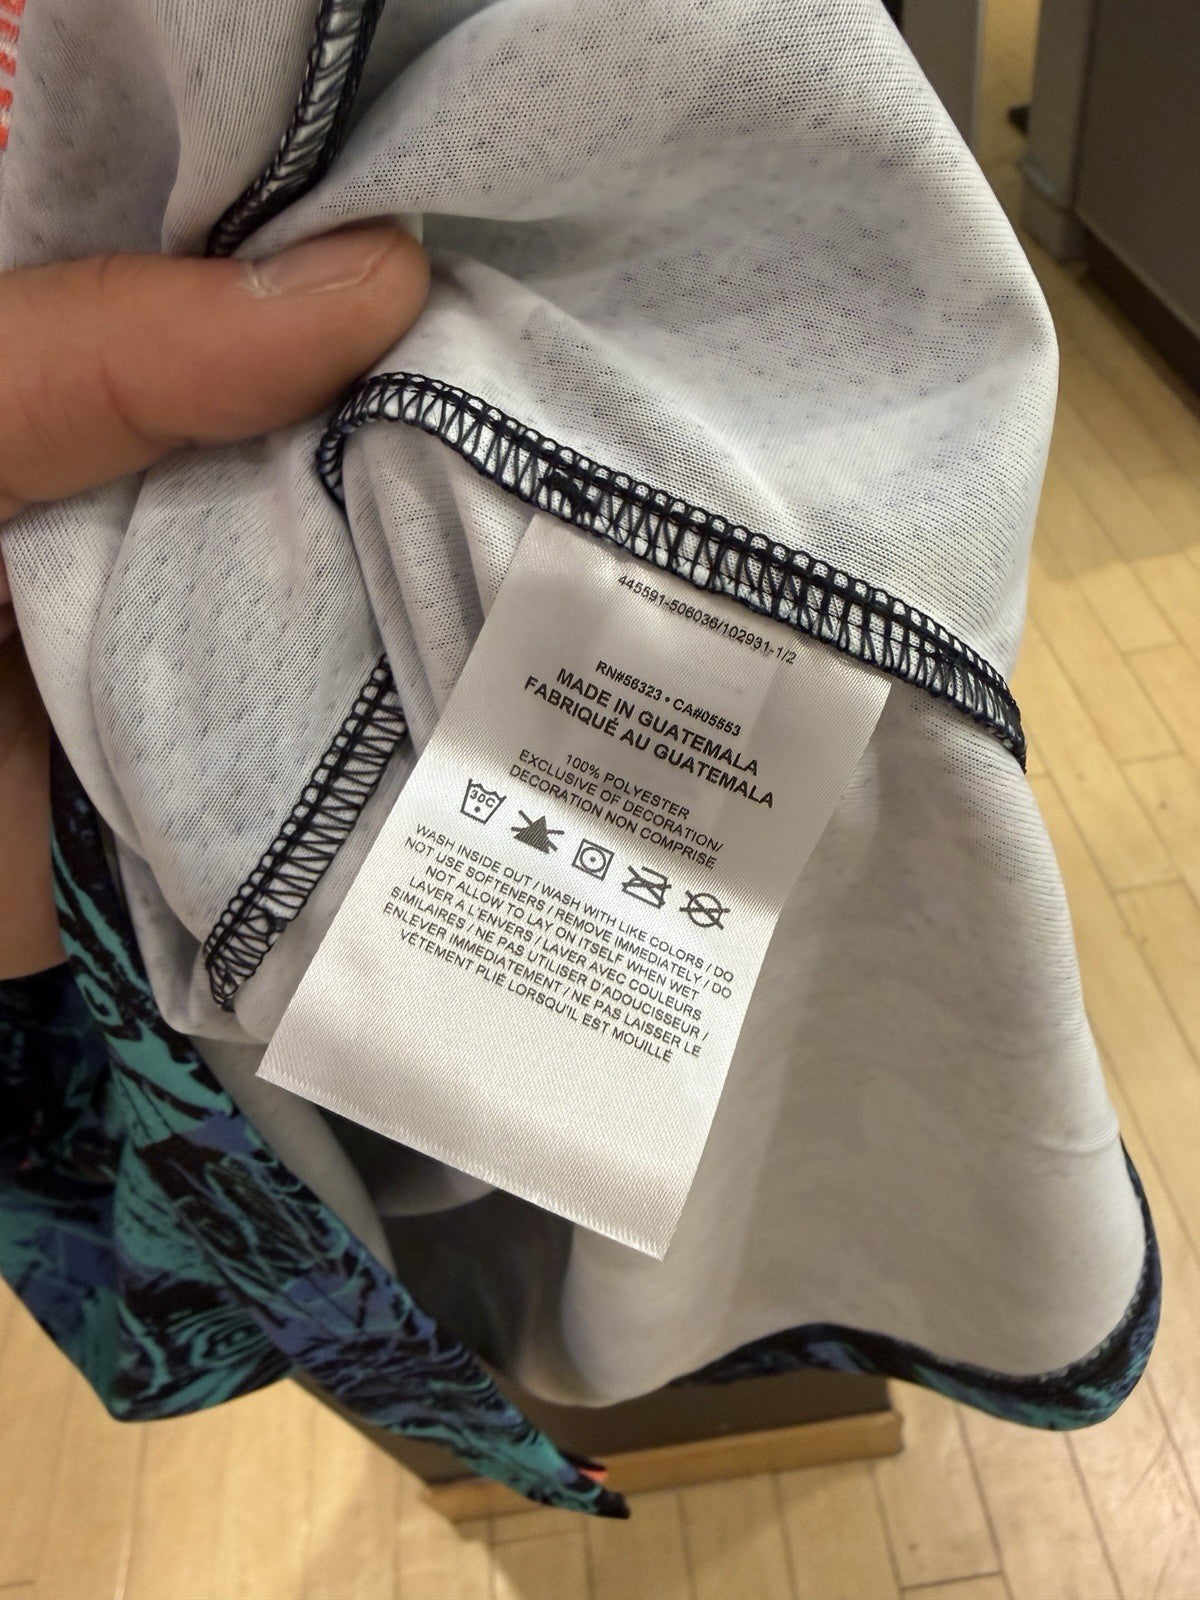 445591-506036/102931-1/2
RN#56323 • CA#05553
MADE IN GUATEMALA
FABRIQUÉ AU GUATEMALA
100% POLYESTER
EXCLUSIVE OF DECORATION/
DECORATION NON COMPRISE
30C
WASH INSIDE OUT / WASH WITH LIKE COLORS / DO
NOT USE SOFTENERS / REMOVE IMMEDIATELY / DO
NOT ALLOW TO LAY ON ITSELF WHEN WET
LAVER À L'ENVERS / LAVER AVEC COULEURS
SIMILAIRES / NE PAS UTILISER D'ADOUCISSEUR /
ENLEVER IMMEDIATEMENT / NE PAS LAISSER LE
VÊTEMENT PLIÉ LORSQU'IL EST MOUILLÉ